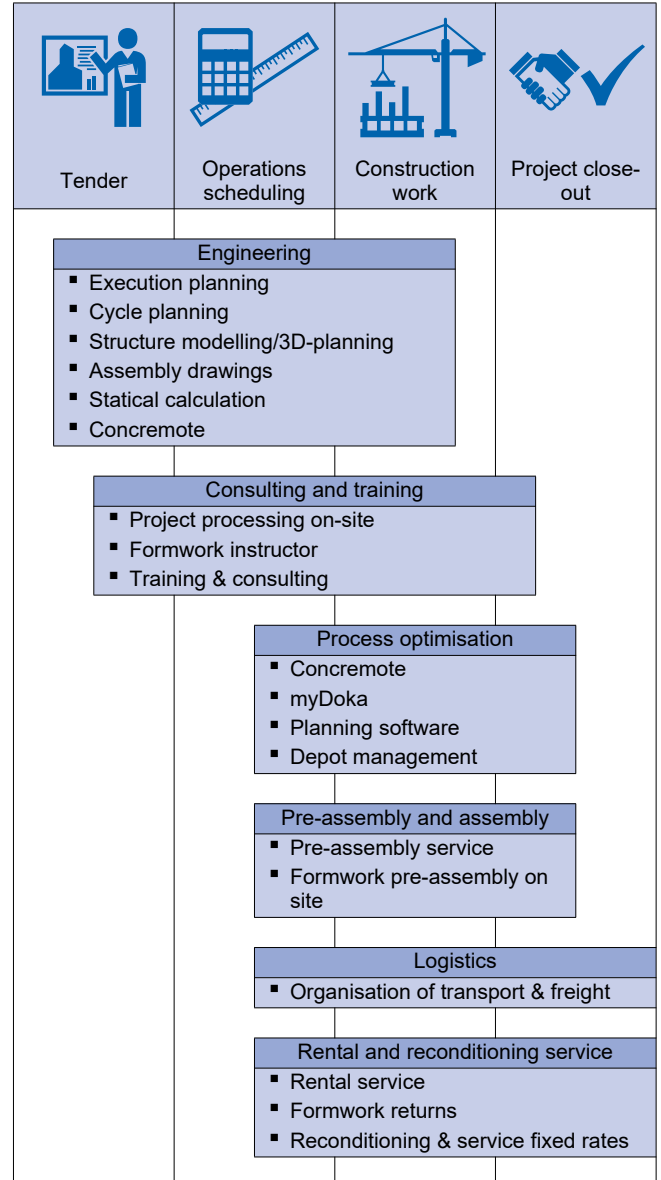 Tender
Operations
scheduling
Construction
work
Project close-
out
Engineering
▪ Execution planning
▪ Cycle planning
▪ Structure modelling/3D-planning
▪ Assembly drawings
▪ Statical calculation
▪ Concremote
Consulting and training
▪ Project processing on-site
▪ Formwork instructor
▪ Training & consulting
Process optimisation
▪ Concremote
▪ myDoka
▪ Planning software
▪ Depot management
Pre-assembly and assembly
▪ Pre-assembly service
▪ Formwork pre-assembly on
site
Logistics
▪ Organisation of transport & freight
Rental and reconditioning service
▪ Rental service
▪ Formwork returns
▪ Reconditioning & service fixed rates